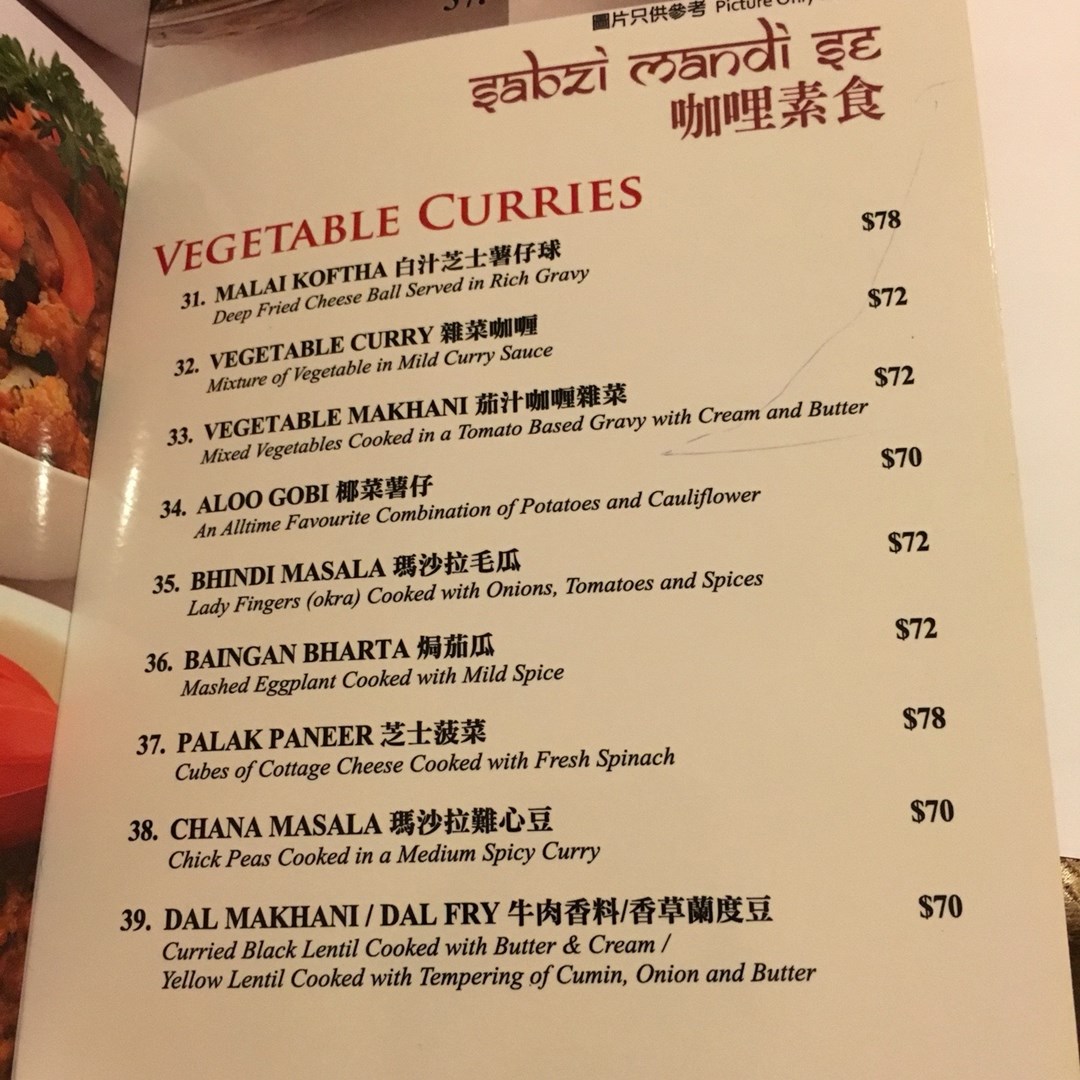 圖片只供參考 Picture Only
sabzi mandi se
咖哩素食
VEGETABLE CURRIES
31. MALAI KOFTHA 白汁芝士薯仔球 $78
Deep Fried Cheese Ball Served in Rich Gravy
32. VEGETABLE CURRY 雜菜咖喱 $72
Mixture of Vegetable in Mild Curry Sauce
33. VEGETABLE MAKHANI 茄汁咖喱雜菜 $72
Mixed Vegetables Cooked in a Tomato Based Gravy with Cream and Butter
34. ALOO GOBI 椰菜薯仔 $70
An Alltime Favourite Combination of Potatoes and Cauliflower
35. BHINDI MASALA 瑪沙拉毛瓜 $72
Lady Fingers (okra) Cooked with Onions, Tomatoes and Spices
36. BAINGAN BHARTA 焗茄瓜 $72
Mashed Eggplant Cooked with Mild Spice
37. PALAK PANEER 芝士菠菜 $78
Cubes of Cottage Cheese Cooked with Fresh Spinach
38. CHANA MASALA 瑪沙拉難心豆 $70
Chick Peas Cooked in a Medium Spicy Curry
39. DAL MAKHANI / DAL FRY 牛肉香料/香草蘭度豆 $70
Curried Black Lentil Cooked with Butter & Cream /
Yellow Lentil Cooked with Tempering of Cumin, Onion and Butter